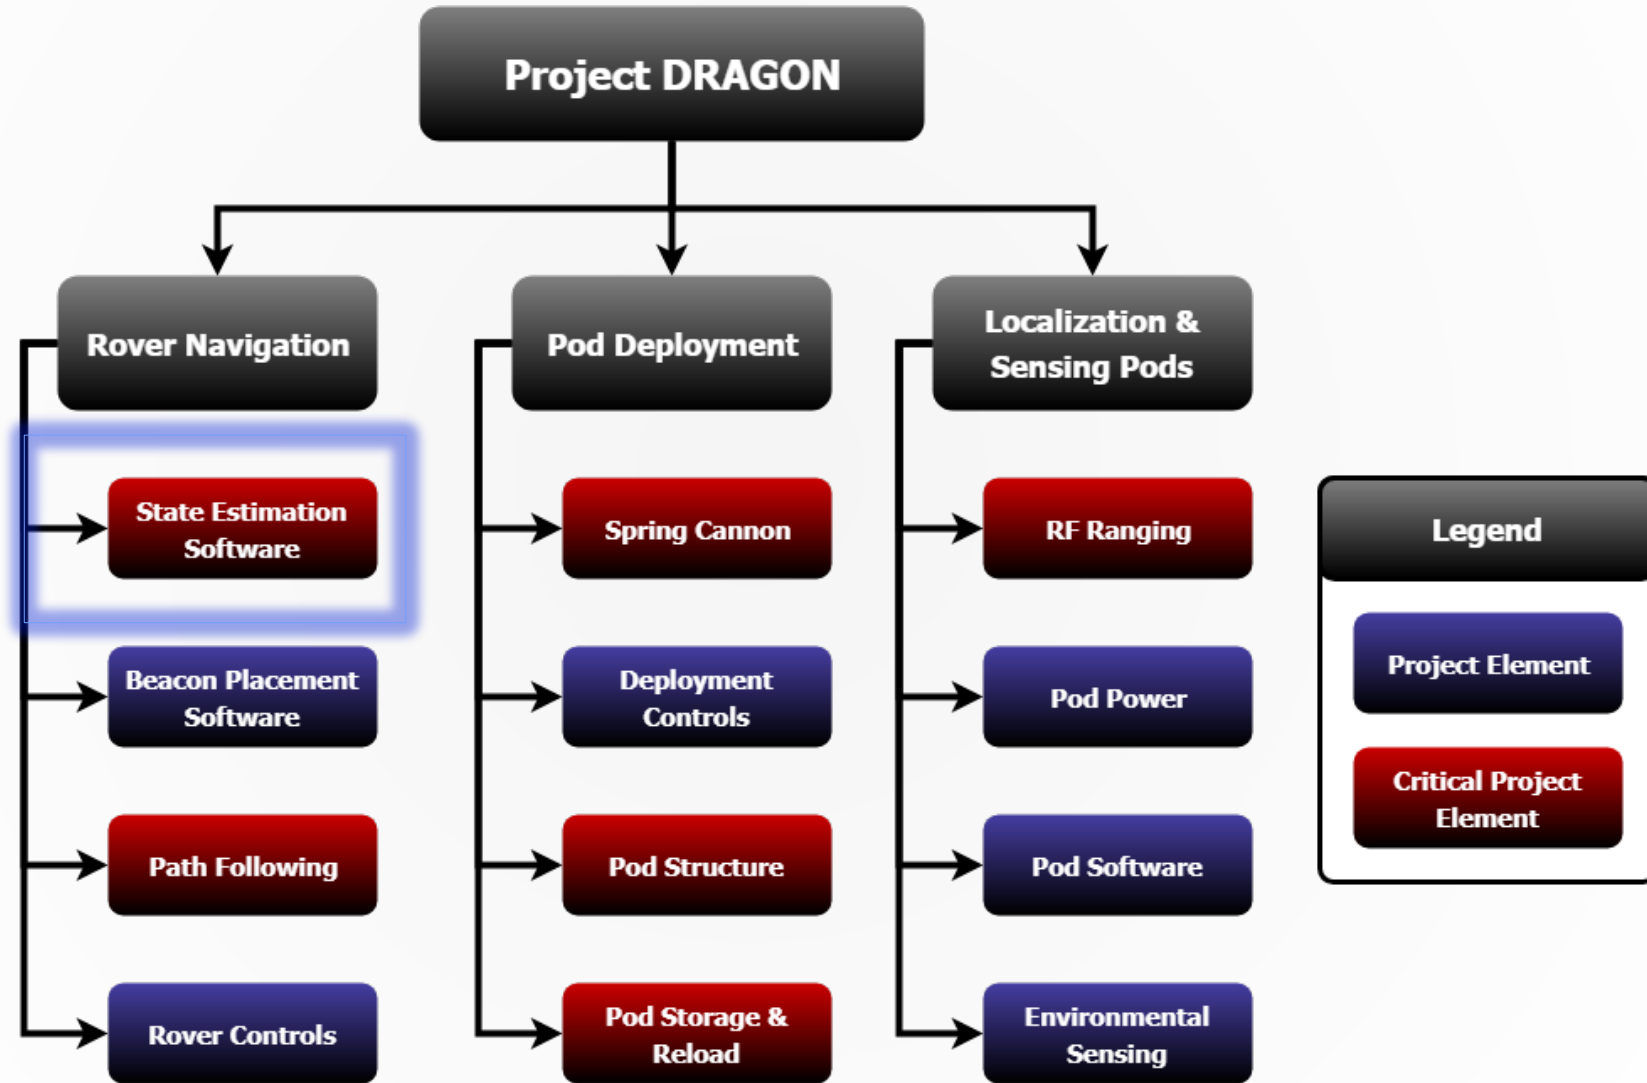 Project DRAGON
Rover Navigation
State Estimation
Software
Beacon Placement
Software
Path Following
Rover Controls
Pod Deployment
Spring Cannon
Deployment
Controls
Pod Structure
Pod Storage &
Reload
Localization &
Sensing Pods
RF Ranging
Pod Power
Pod Software
Environmental
Sensing
Legend
Project Element
Critical Project
Element